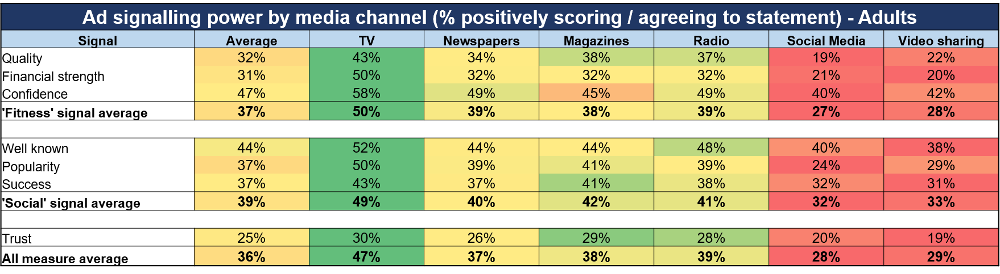 Ad signalling power by media channel (% positively scoring / agreeing to statement) - Adults
Signal Average TV Newspapers Magazines Radio Social Media Video sharing
Quality 32% 43% 34% 38% 37% 19% 22%
Financial strength 31% 50% 32% 32% 32% 21% 20%
Confidence 47% 58% 49% 45% 49% 40% 42%
'Fitness' signal average 37% 50% 39% 38% 39% 27% 28%
Well known 44% 52% 44% 44% 48% 40% 38%
Popularity 37% 50% 39% 41% 39% 24% 29%
Success 37% 43% 37% 41% 38% 32% 31%
'Social' signal average 39% 49% 40% 42% 41% 32% 33%
Trust 25% 30% 26% 29% 28% 20% 19%
All measure average 36% 47% 37% 38% 39% 28% 29%